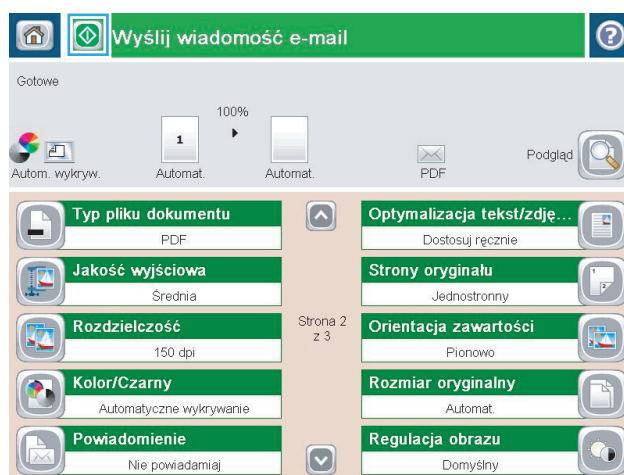 Wyślij wiadomość e-mail
?
Gotowe
100%
1
Autom. wykryw.
Automat.
Automat.
PDF
Podgląd
Typ pliku dokumentu
PDF
Optymalizacja tekst/zdję...
Dostosuj ręcznie
Jakość wyjściowa
Średnia
Strony oryginału
Jednostronny
1
2
Rozdzielczość
150 dpi
Strona 2
z 3
Orientacja zawartości
Pionowo
Kolor/Czarny
Automatyczne wykrywanie
Rozmiar oryginalny
Automat.
Powiadomienie
Nie powiadamiaj
Regulacja obrazu
Domyślny